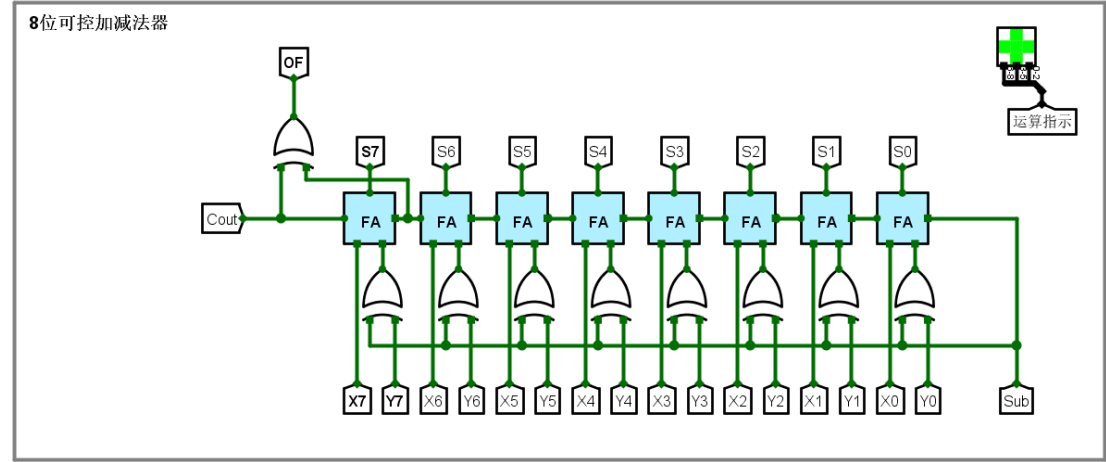 8位可控加减法器
OF
运算指示
S7 S6 S5 S4 S3 S2 S1 S0
Cout FA FA FA FA FA FA FA FA
X7 Y7 X6 Y6 X5 Y5 X4 Y4 X3 Y3 X2 Y2 X1 Y1 X0 Y0 Sub